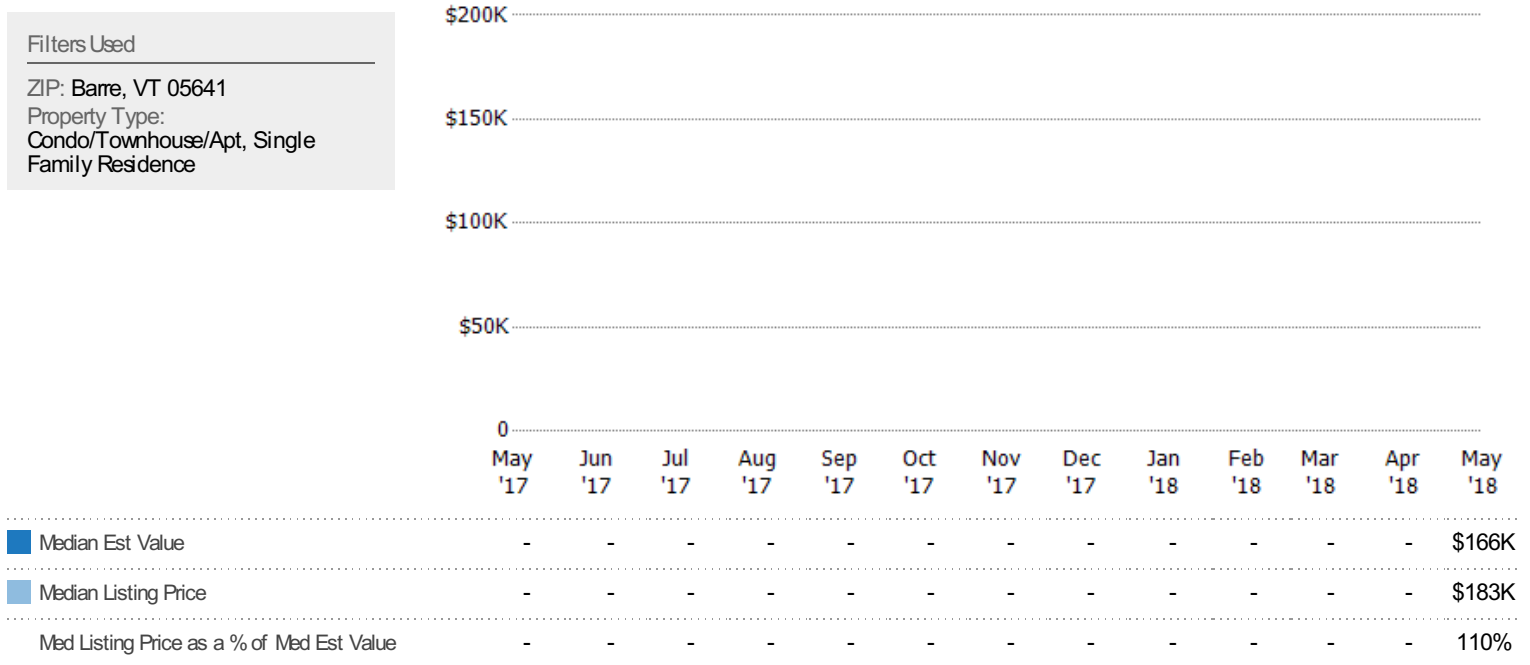 Filters Used
ZIP: Barre, VT 05641
Property Type:
Condo/Townhouse/Apt, Single
Family Residence
$200K
$150K
$100K
$50K
0
May Jun Jul Aug Sep Oct Nov Dec Jan Feb Mar Apr May
'17 '17 '17 '17 '17 '17 '17 '17 '18 '18 '18 '18 '18
Median Est Value - - - - - - - - - - - - $166K
Median Listing Price - - - - - - - - - - - - $183K
Med Listing Price as a % of Med Est Value - - - - - - - - - - - - 110%